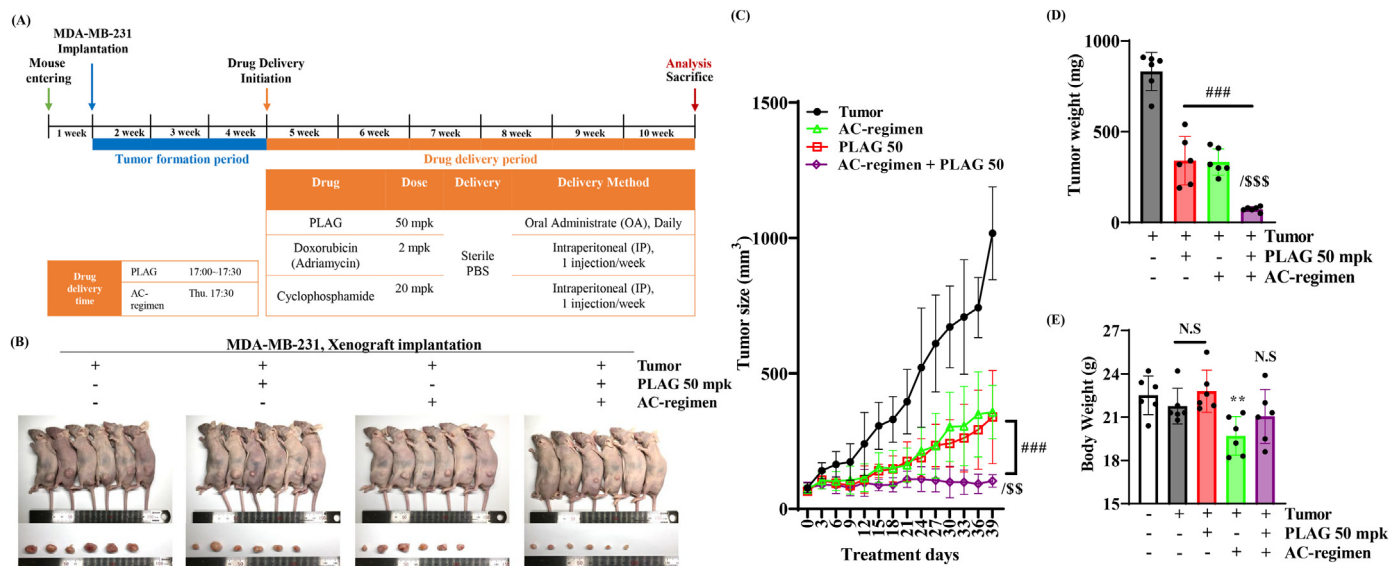 (A)
MDA-MB-231
Implantation
Mouse
entering
Drug Delivery
Initiation
Analysis
Sacrifice
1 week 2 week 3 week 4 week 5 week 6 week 7 week 8 week 9 week 10 week
Tumor formation period Drug delivery period
Drug Dose Delivery Delivery Method
PLAG 50 mpk Oral Administrate (OA), Daily
Doxorubicin
(Adriamycin)
2 mpk
Intraperitoneal (IP),
1 injection/week
Sterile
PBS
Cyclophosphamide
20 mpk
Intraperitoneal (IP),
1 injection/week
Drug
delivery
time
PLAG 17:00~17:30
AC-
regimen
Thu. 17:30
(B)
MDA-MB-231, Xenograft implantation
+ + + + Tumor
- + - + PLAG 50 mpk
- - + + AC-regimen
(C)
Tumor
AC-regimen
PLAG 50
AC-regimen + PLAG 50
Tumor size (mm3)
1500
1000
500
0
###
/$$
0 3 6 9 12 15 18 21 24 27 30 33 36 39
Treatment days
(D)
Tumor weight (mg)
1000
500
0
###
/$$$
+ + + + Tumor
- + - + PLAG 50 mpk
- - + + AC-regimen
(E)
Body Weight (g)
27
24
21
18
15
N.S
**
N.S
- + + + + Tumor
- - + - + PLAG 50 mpk
- - - + + AC-regimen